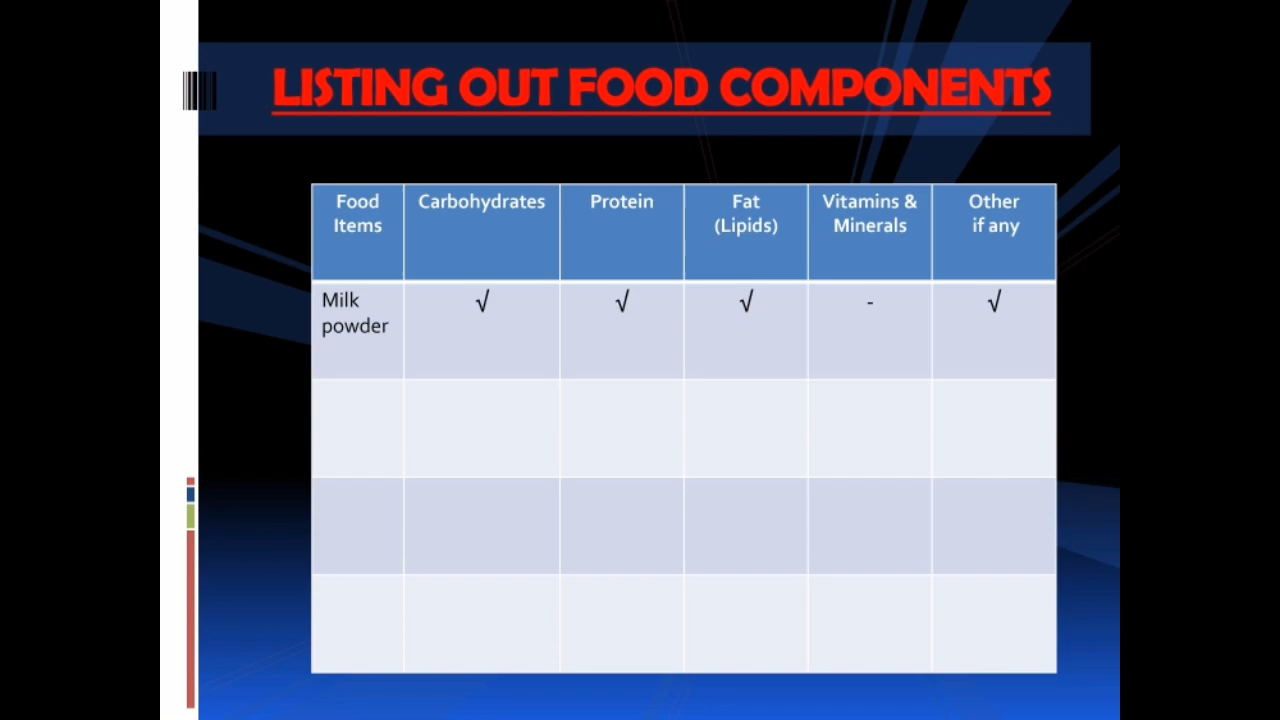 LISTING OUT FOOD COMPONENTS
Food Items Carbohydrates Protein Fat (Lipids) Vitamins & Minerals Other if any
Milk powder √ √ √ - √